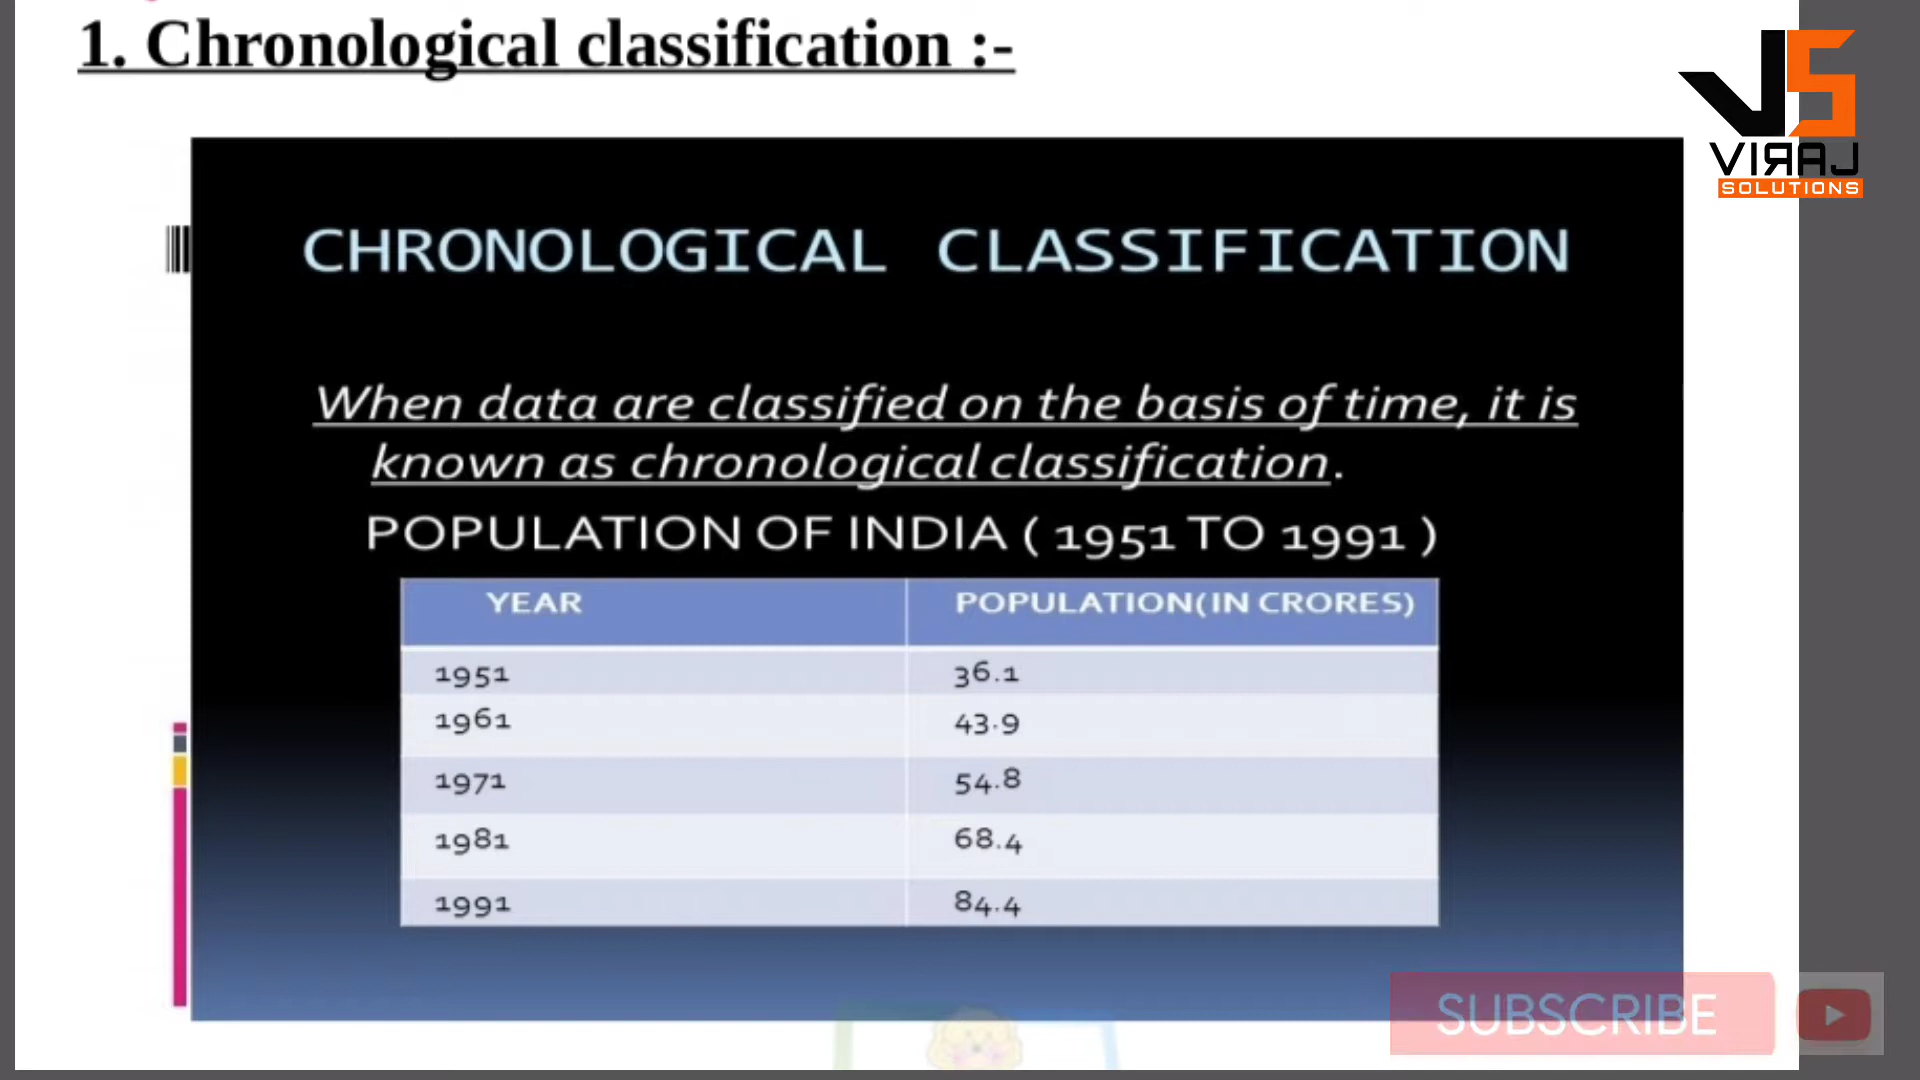 1. Chronological classification :-
VIRAJ
SOLUTIONS
CHRONOLOGICAL CLASSIFICATION
When data are classified on the basis of time, it is
known as chronological classification.
POPULATION OF INDIA ( 1951 TO 1991 )
YEAR POPULATION(IN CRORES)
1951 36.1
1961 43.9
1971 54.8
1981 68.4
1991 84.4
SUBSCRIBE